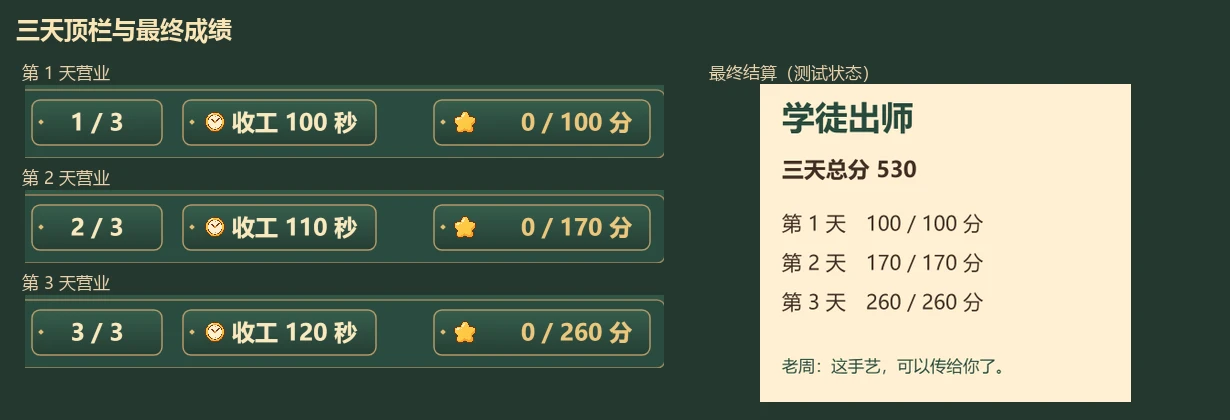 三天顶栏与最终成绩
第 1 天营业
1 / 3 收工 100 秒 0 / 100 分
第 2 天营业
2 / 3 收工 110 秒 0 / 170 分
第 3 天营业
3 / 3 收工 120 秒 0 / 260 分
最终结算（测试状态）
学徒出师
三天总分 530
第 1 天 100 / 100 分
第 2 天 170 / 170 分
第 3 天 260 / 260 分
老周：这手艺，可以传给你了。